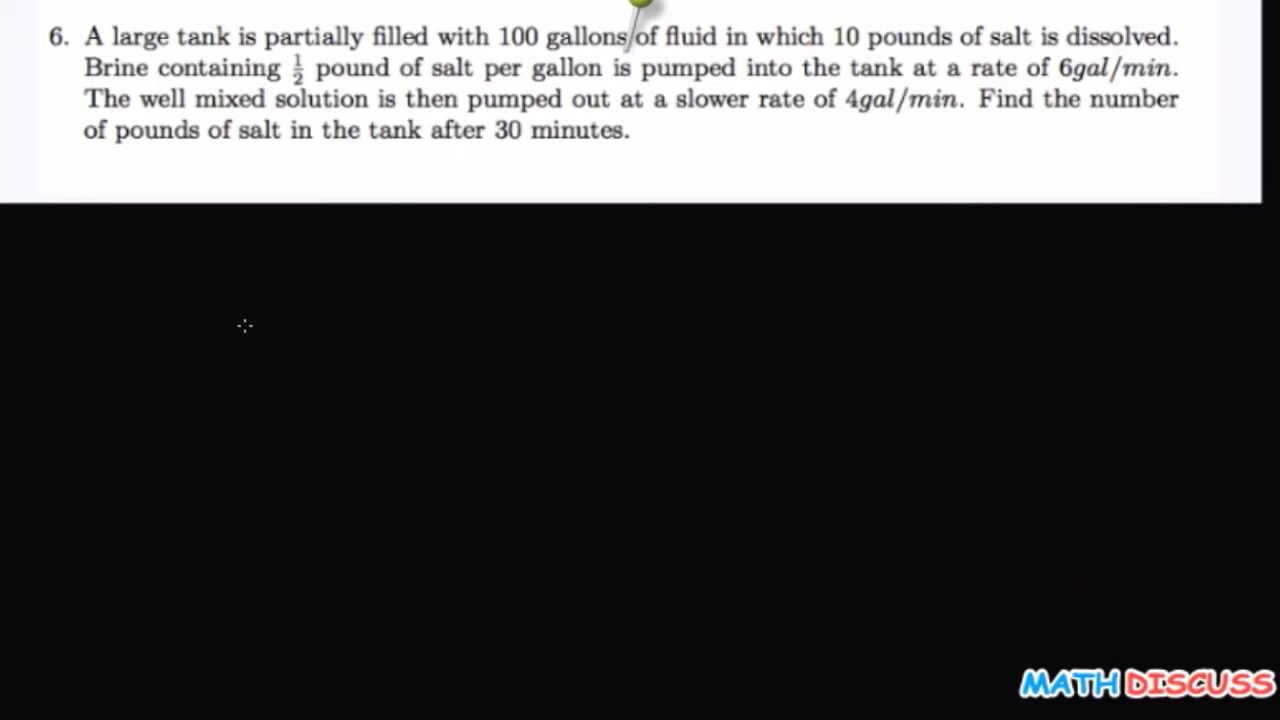 6. A large tank is partially filled with 100 gallons of fluid in which 10 pounds of salt is dissolved.
Brine containing 1/2 pound of salt per gallon is pumped into the tank at a rate of 6gal/min.
The well mixed solution is then pumped out at a slower rate of 4gal/min. Find the number
of pounds of salt in the tank after 30 minutes.
MATH DISCUSS